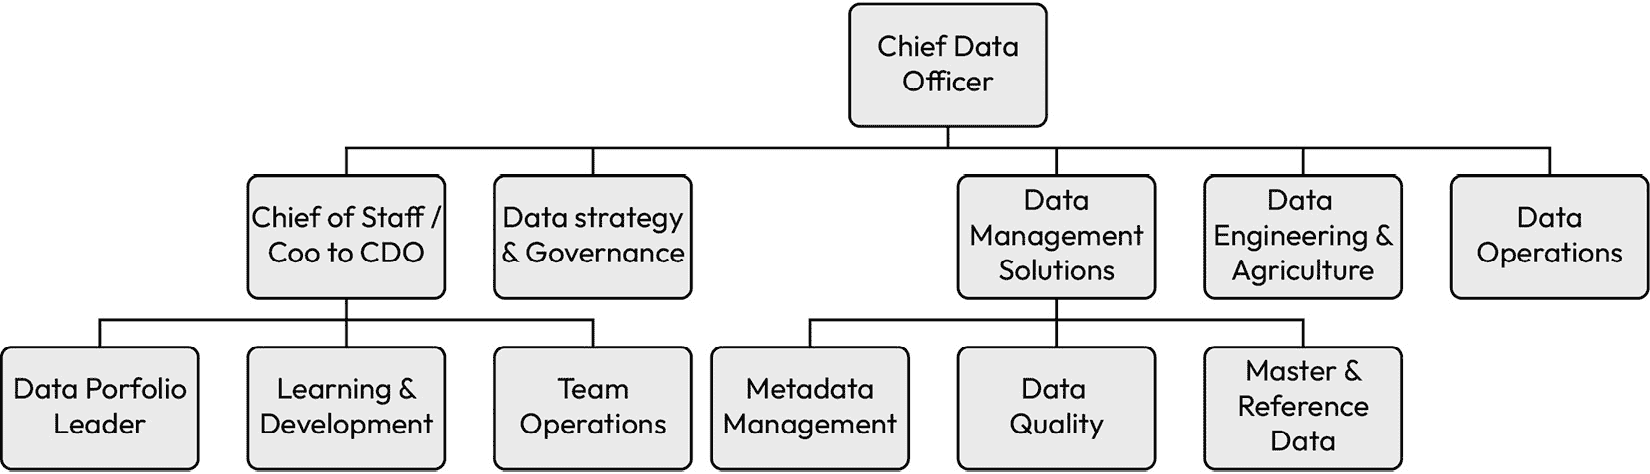 Chief Data
Officer
Chief of Staff /
Coo to CDO
Data strategy
& Governance
Data
Management
Solutions
Data
Engineering &
Agriculture
Data
Operations
Data Porfolio
Leader
Learning &
Development
Team
Operations
Metadata
Management
Data
Quality
Master &
Reference
Data